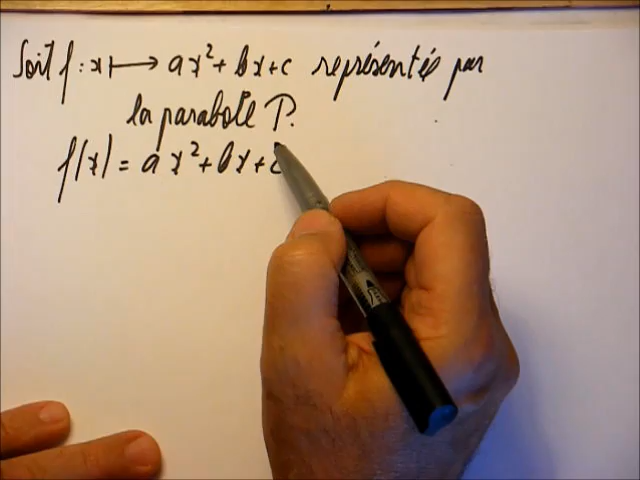 Soit f : x ⟼ ax² + bx + c représentée par
la parabole P.
f(x) = ax² + bx + c